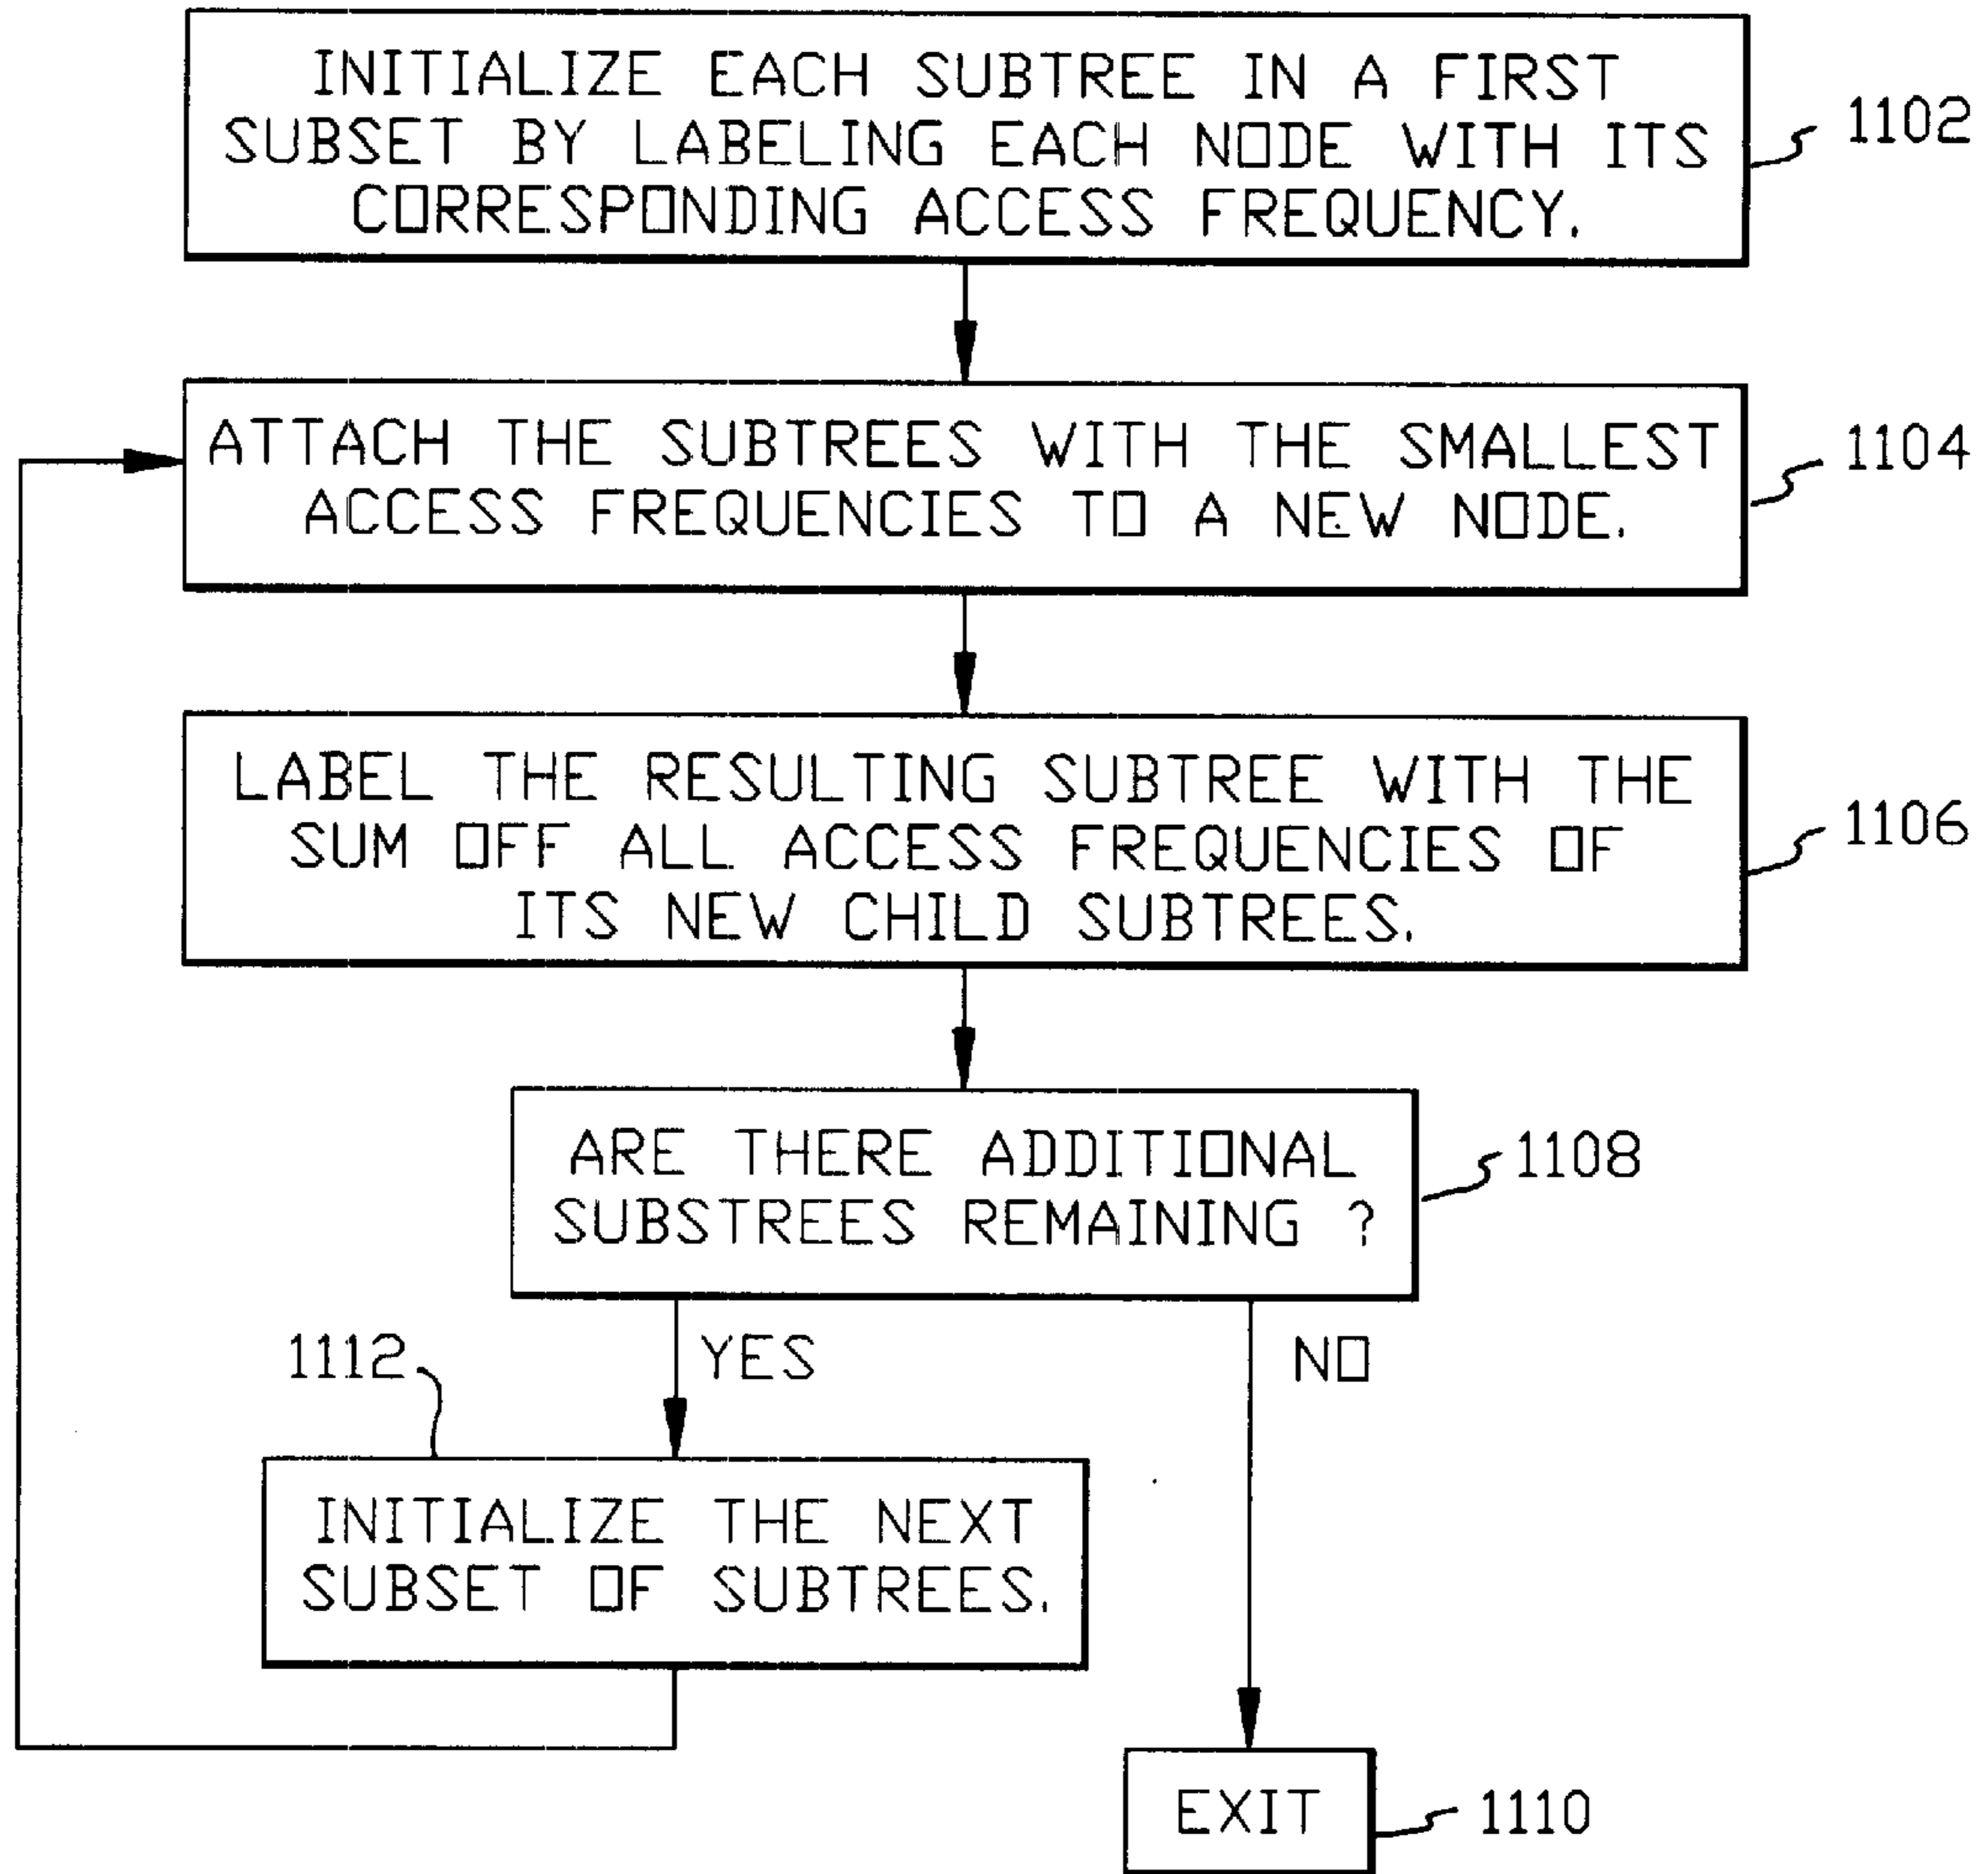 INITIALIZE EACH SUBTREE IN A FIRST
SUBSET BY LABELING EACH NODE WITH ITS
CORRESPONDING ACCESS FREQUENCY.
1102
ATTACH THE SUBTREES WITH THE SMALLEST
ACCESS FREQUENCIES TO A NEW NODE.
1104
LABEL THE RESULTING SUBTREE WITH THE
SUM OFF ALL ACCESS FREQUENCIES OF
ITS NEW CHILD SUBTREES.
1106
ARE THERE ADDITIONAL
SUBSTREES REMAINING ?
1108
1112
YES
NO
INITIALIZE THE NEXT
SUBSET OF SUBTREES.
EXIT
1110